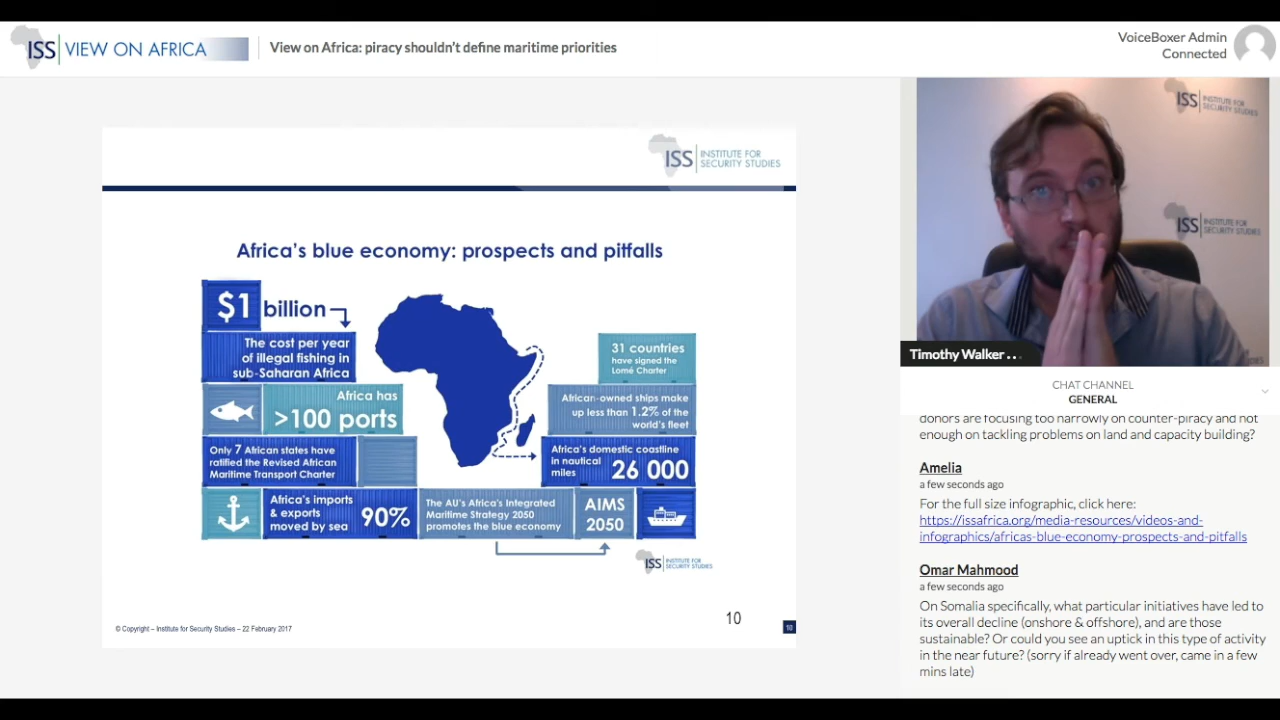 ISS VIEW ON AFRICA
View on Africa: piracy shouldn't define maritime priorities
VoiceBoxer Admin
Connected
ISS INSTITUTE FOR
SECURITY STUDIES
Africa's blue economy: prospects and pitfalls
$1 billion
The cost per year
of illegal fishing in
sub-Saharan Africa
Africa has
>100 ports
Only 7 African states have
ratified the Revised African
Maritime Transport Charter
Africa's imports
& exports
moved by sea
90%
The AU's Africa's Integrated
Maritime Strategy 2050
promotes the blue economy
AIMS
2050
31 countries
have signed the
Lomé Charter
African-owned ships make
up less than 1.2% of the
world's fleet
Africa's domestic coastline
in nautical
miles
26 000
ISS INSTITUTE FOR
SECURITY STUDIES
10
© Copyright – Institute for Security Studies – 22 February 2017
10
ISS INSTITUTE FOR
SECURITY STUDIES
ISS INSTITUTE FOR
SECURITY STUDIES
Timothy Walker . . .
CHAT CHANNEL
GENERAL
donors are focusing too narrowly on counter-piracy and not
enough on tackling problems on land and capacity building?
Amelia
a few seconds ago
For the full size infographic, click here:
https://issafrica.org/media-resources/videos-and-
infographics/africas-blue-economy-prospects-and-pitfalls
Omar Mahmood
a few seconds ago
On Somalia specifically, what particular initiatives have led to
its overall decline (onshore & offshore), and are those
sustainable? Or could you see an uptick in this type of activity
in the near future? (sorry if already went over, came in a few
mins late)